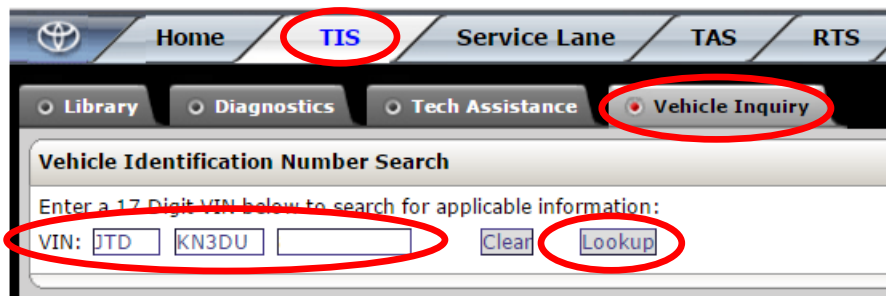 Home TIS Service Lane TAS RTS
Library Diagnostics Tech Assistance Vehicle Inquiry
Vehicle Identification Number Search
Enter a 17 Digit VIN below to search for applicable information:
VIN: JTD KN3DU Clear Lookup